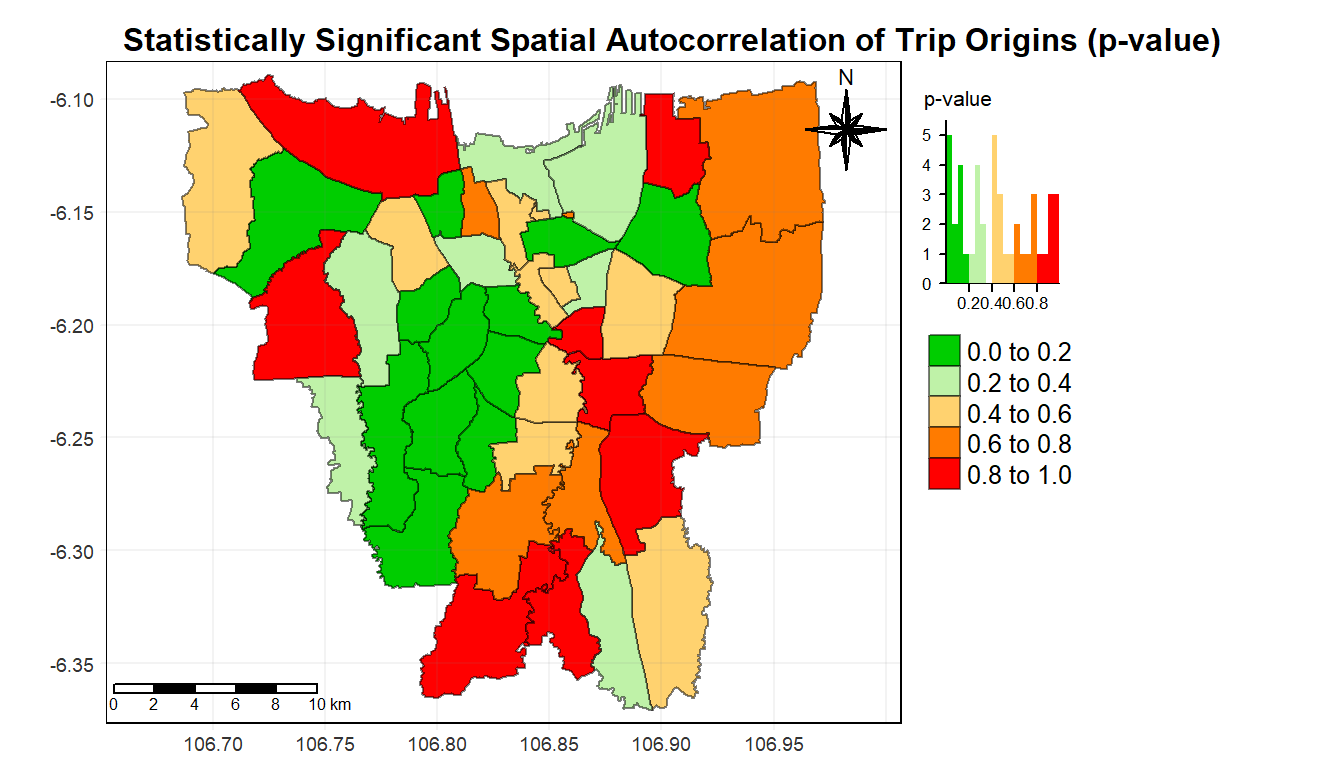 Statistically Significant Spatial Autocorrelation of Trip Origins (p-value)
N
-6.10
-6.15
-6.20
-6.25
-6.30
-6.35
0 2 4 6 8 10 km
106.70 106.75 106.80 106.85 106.90 106.95
p-value
5
4
3
2
1
0
0.20.40.60.8
0.0 to 0.2
0.2 to 0.4
0.4 to 0.6
0.6 to 0.8
0.8 to 1.0